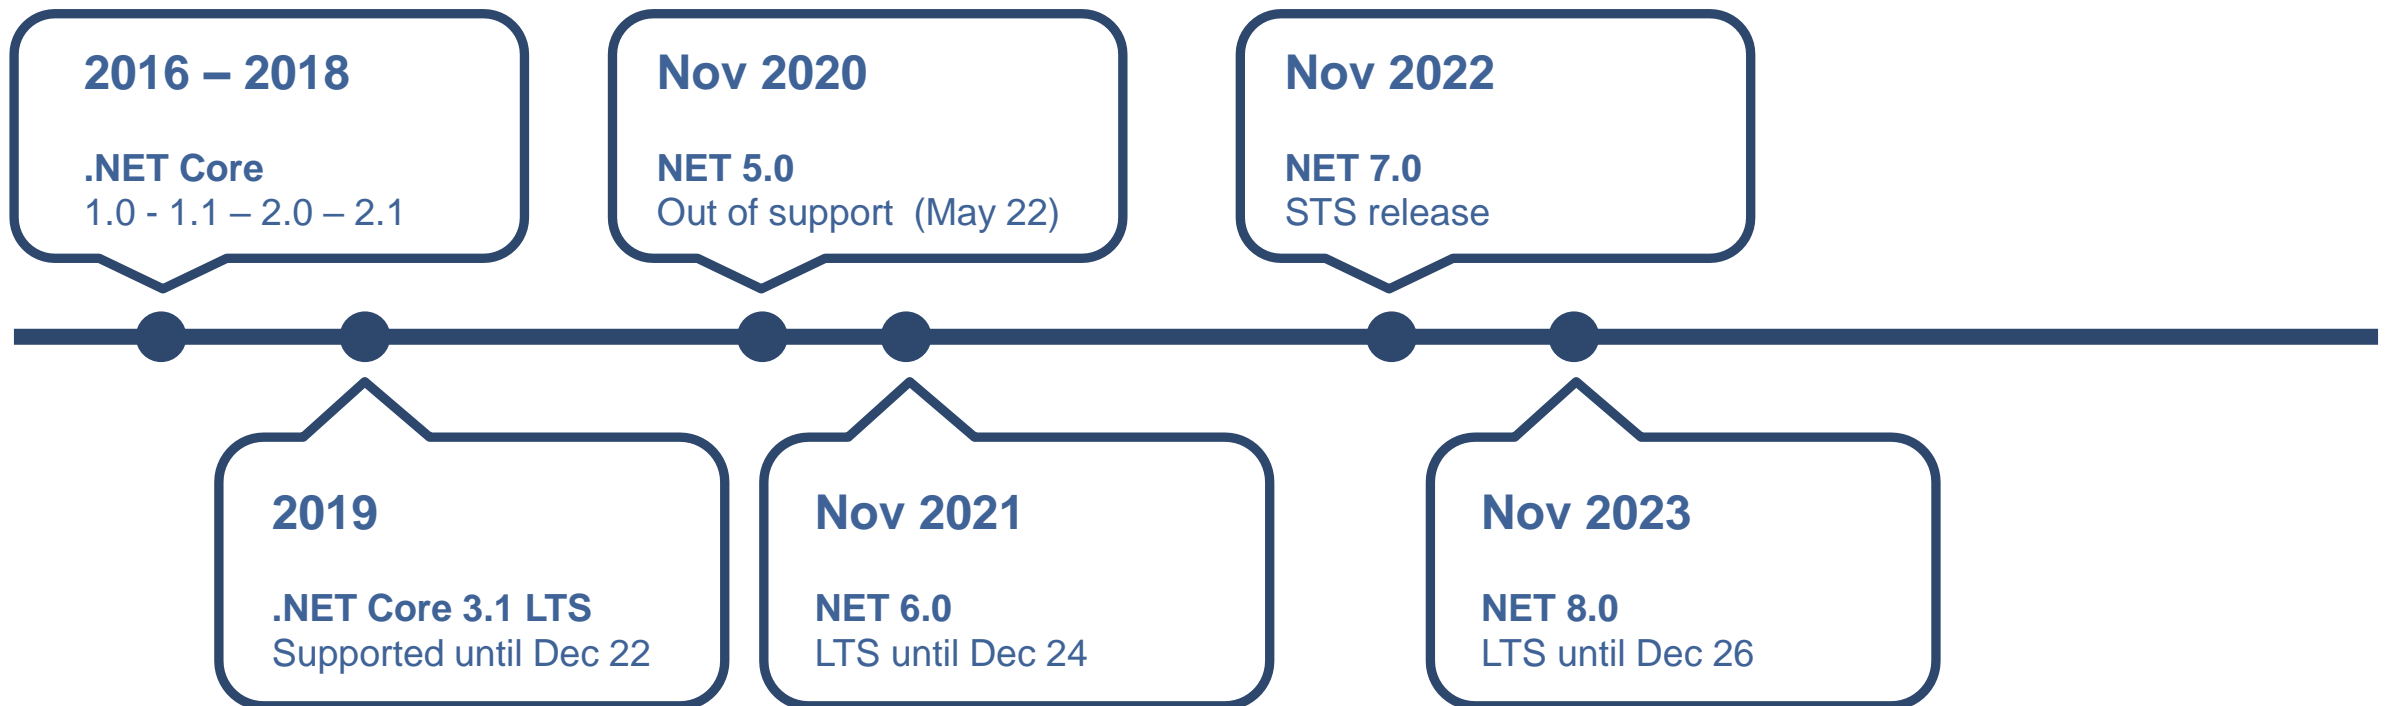 2016 – 2018
.NET Core
1.0 - 1.1 – 2.0 – 2.1
2019
.NET Core 3.1 LTS
Supported until Dec 22
Nov 2020
NET 5.0
Out of support  (May 22)
Nov 2021
NET 6.0
LTS until Dec 24
Nov 2022
NET 7.0
STS release
Nov 2023
NET 8.0
LTS until Dec 26